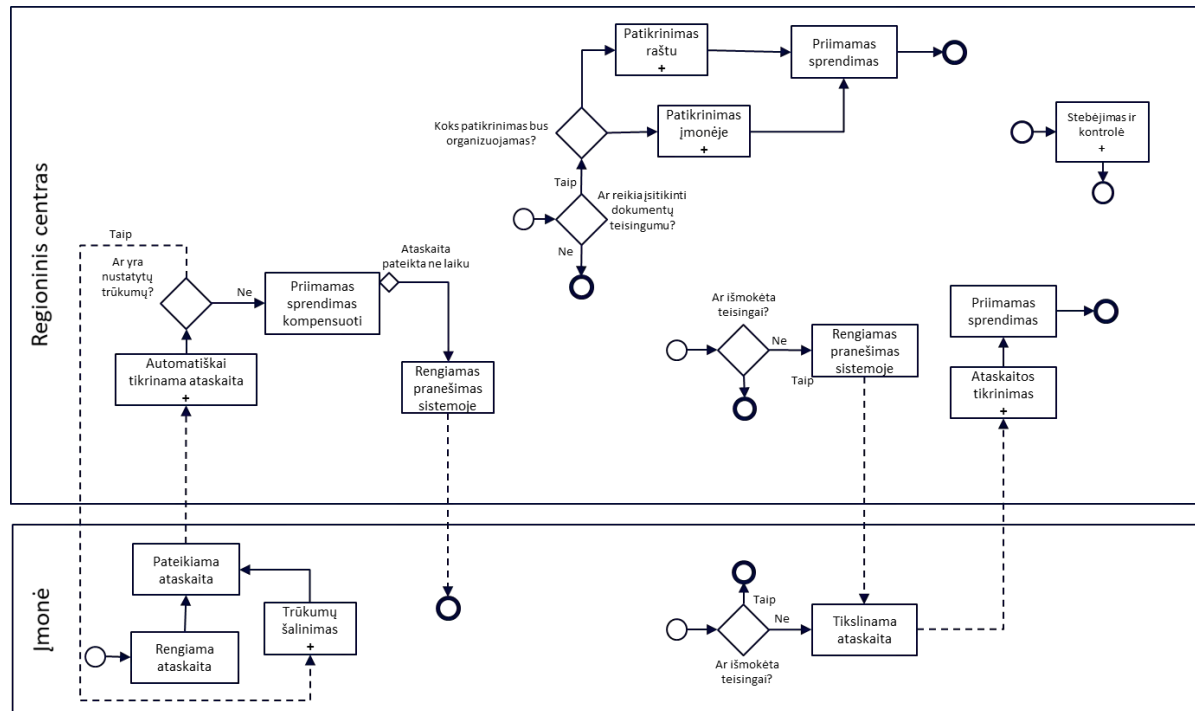 Regioninis centras
Patikrinimas
raštu
+
Priimamas
sprendimas
Koks patikrinimas bus
organizuojamas?
Patikrinimas
įmonėje
+
Stebėjimas ir
kontrolė
+
Taip
Ar reikia įsitikinti
dokumentų
teisingumu?
Ne
Taip
Ar yra
nustatytų
trūkumų?
Ne
Priimamas
sprendimas
kompensuoti
Ataskaita
pateikta ne laiku
Automatiškai
tikrinama ataskaita
+
Rengiamas
pranešimas
sistemoje
Ar išmokėta
teisingai?
Ne
Taip
Rengiamas
pranešimas
sistemoje
Priimamas
sprendimas
Ataskaitos
tikrinimas
+
Įmonė
Pateikiama
ataskaita
Trūkumų
šalinimas
+
Rengiama
ataskaita
Taip
Ne
Ar išmokėta
teisingai?
Tikslinama
ataskaita